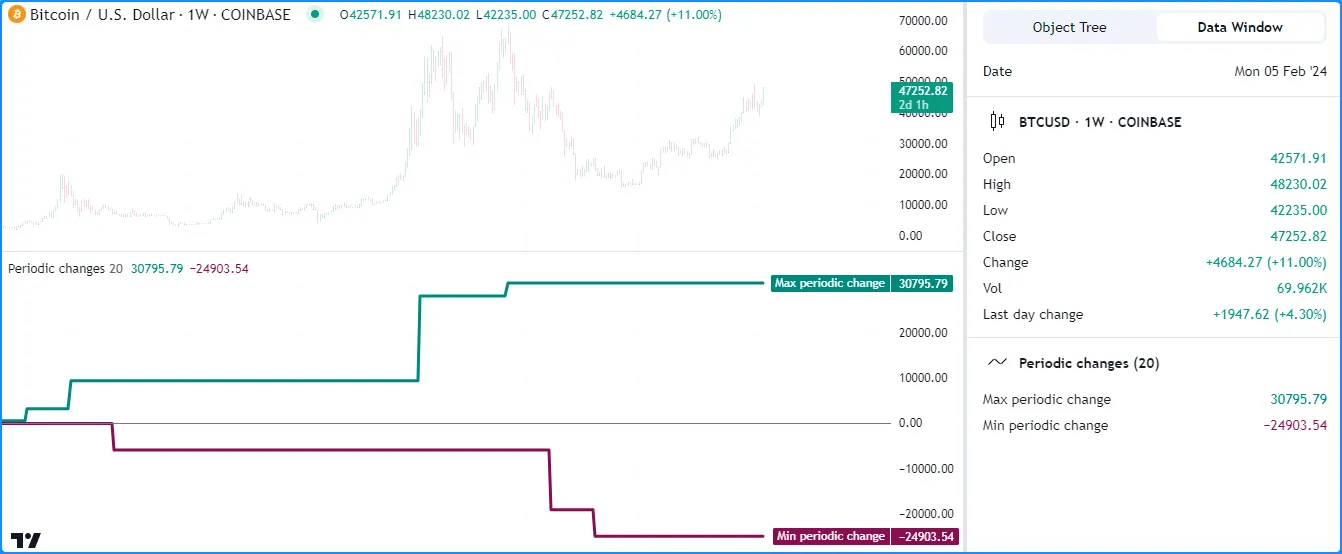 Bitcoin / U.S. Dollar · 1W · COINBASE O42571.91 H48230.02 L42235.00 C47252.82 +4684.27 (+11.00%)
70000.00
60000.00
50000.00
47252.82
2d 1h
40000.00
30000.00
20000.00
10000.00
0.00
Periodic changes 20 30795.79 −24903.54
Max periodic change 30795.79
20000.00
10000.00
0.00
−10000.00
−20000.00
Min periodic change −24903.54
Object Tree Data Window
Date Mon 05 Feb '24
BTCUSD · 1W · COINBASE
Open 42571.91
High 48230.02
Low 42235.00
Close 47252.82
Change +4684.27 (+11.00%)
Vol 69.962K
Last day change +1947.62 (+4.30%)
Periodic changes (20)
Max periodic change 30795.79
Min periodic change −24903.54